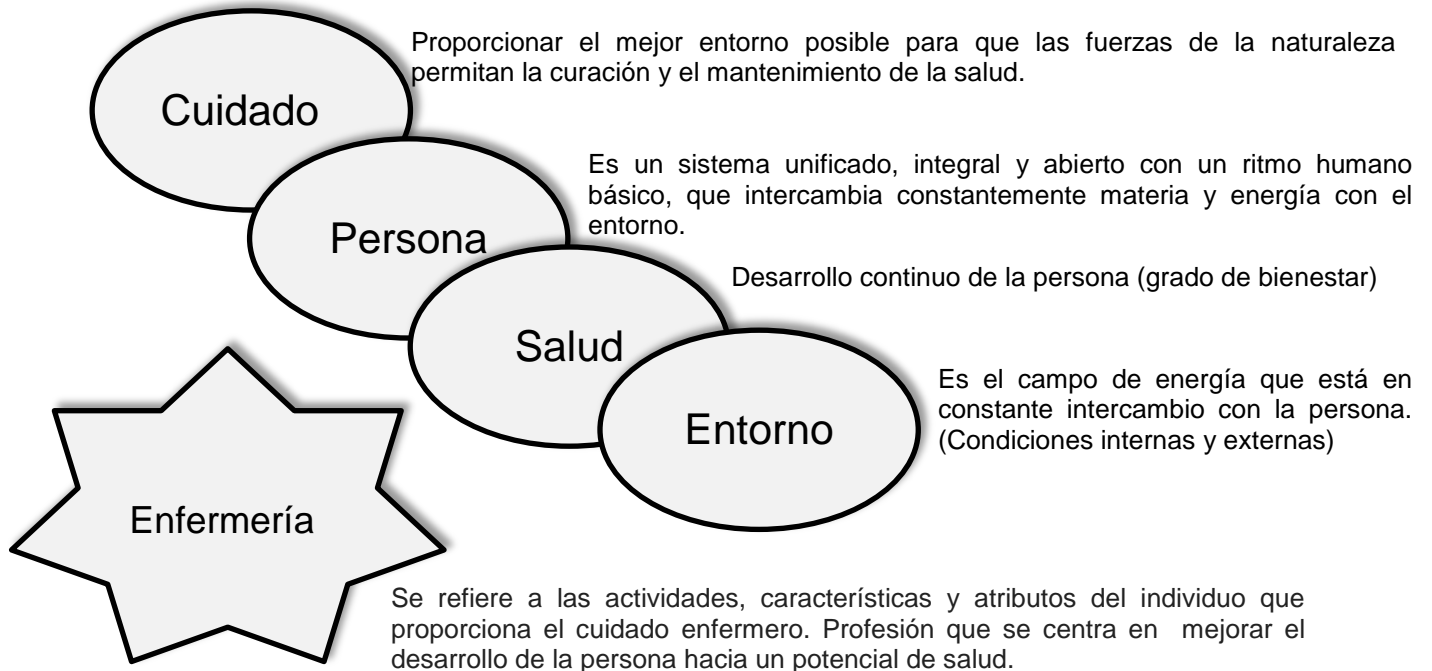 Proporcionar el mejor entorno posible para que las fuerzas de la naturaleza
permitan la curación y el mantenimiento de la salud.
Cuidado
Es un sistema unificado, integral y abierto con un ritmo humano
básico, que intercambia constantemente materia y energía con el
entorno.
Persona
Desarrollo continuo de la persona (grado de bienestar)
Salud
Es el campo de energía que está en
constante intercambio con la persona.
(Condiciones internas y externas)
Entorno
Enfermería
Se refiere a las actividades, características y atributos del individuo que
proporciona el cuidado enfermero. Profesión que se centra en mejorar el
desarrollo de la persona hacia un potencial de salud.